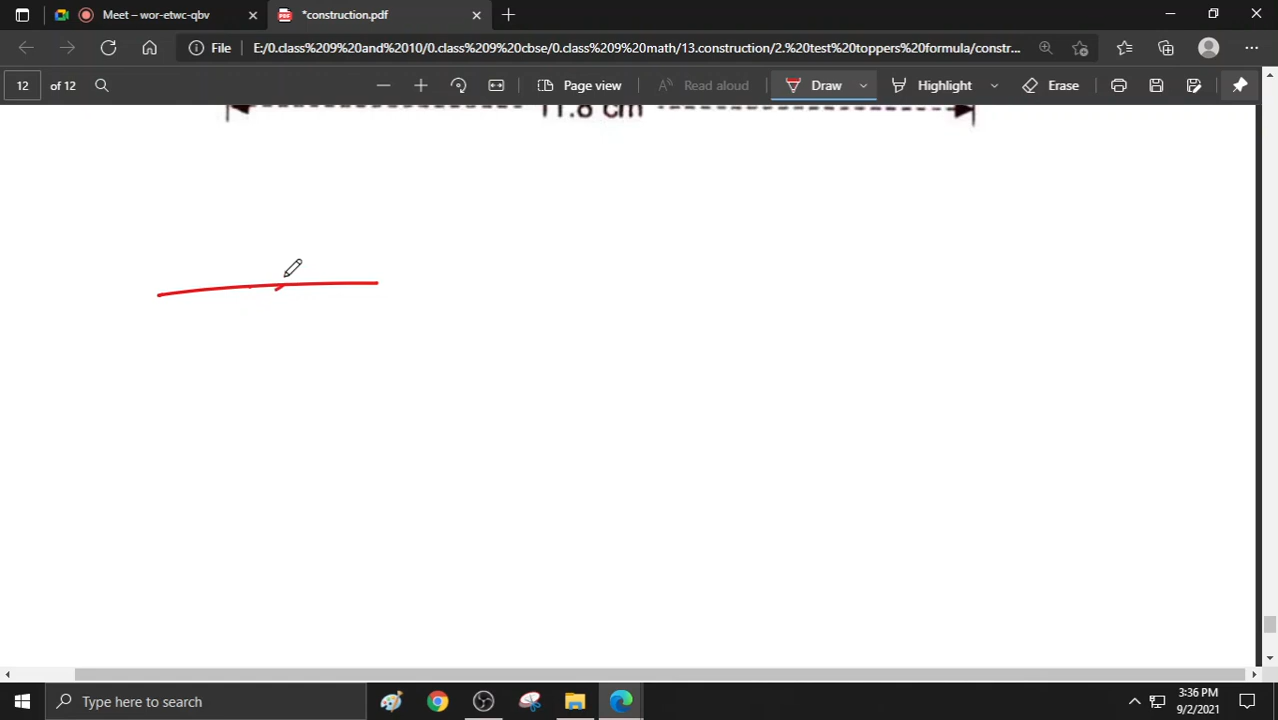 Meet – wor-etwc-qbv
*construction.pdf
File E:/0.class%209%20and%2010/0.class%209%20cbse/0.class%209%20math/13.construction/2.%20test%20toppers%20formula/constr...
12 of 12 Page view Read aloud Draw Highlight Erase
11.8 cm
Type here to search
3:36 PM
9/2/2021